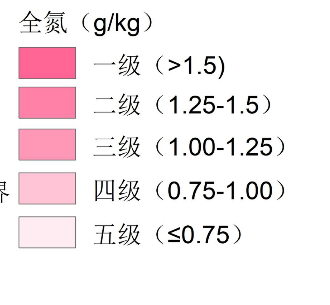 全氮（g/kg）
一级（>1.5)
二级（1.25-1.5）
三级（1.00-1.25）
四级（0.75-1.00）
五级（≤0.75）